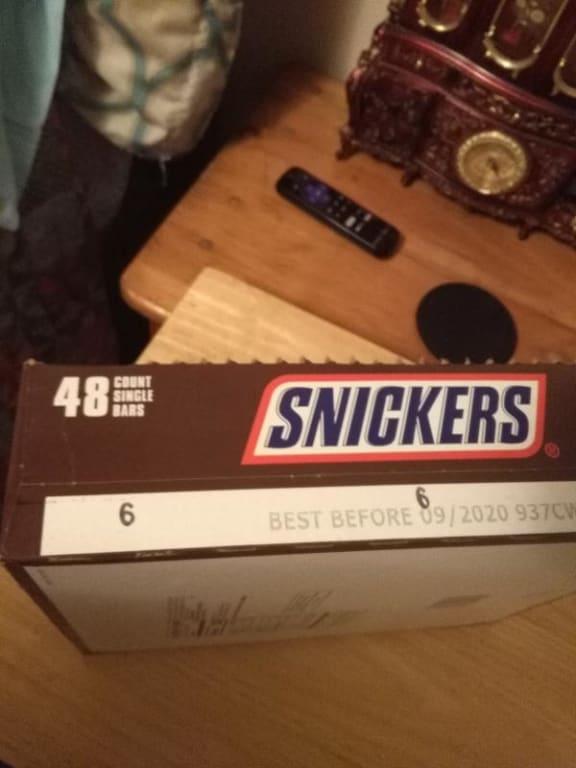 48 COUNT
SINGLE
BARS
SNICKERS®
6
6
BEST BEFORE 09/2020 937CW